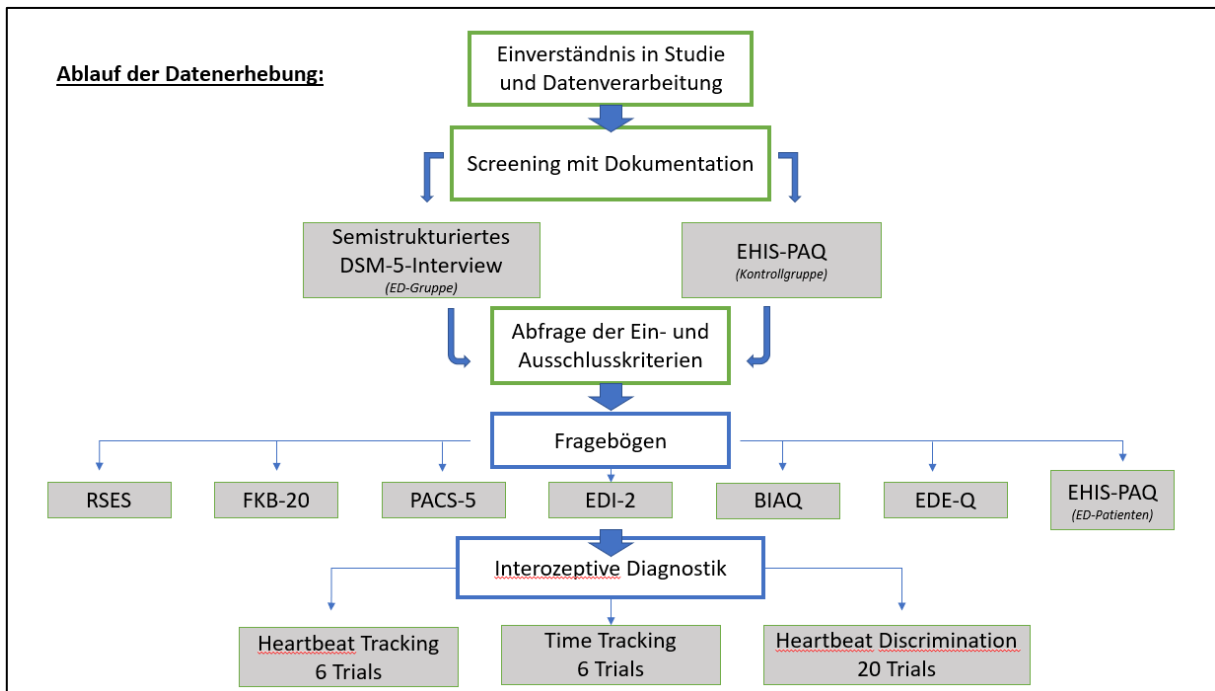 Ablauf der Datenerhebung:
Einverständnis in Studie
und Datenverarbeitung
Screening mit Dokumentation
Semistrukturiertes
DSM-5-Interview
(ED-Gruppe)
EHIS-PAQ
(Kontrollgruppe)
Abfrage der Ein- und
Ausschlusskriterien
Fragebögen
RSES
FKB-20
PACS-5
EDI-2
BIAQ
EDE-Q
EHIS-PAQ
(ED-Patienten)
Interozeptive Diagnostik
Heartbeat Tracking
6 Trials
Time Tracking
6 Trials
Heartbeat Discrimination
20 Trials